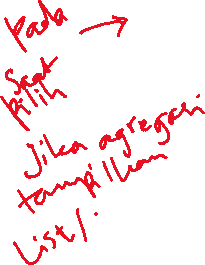 Pada →
Saat
Pilih
Jika agregasi
tampilkan
List/.